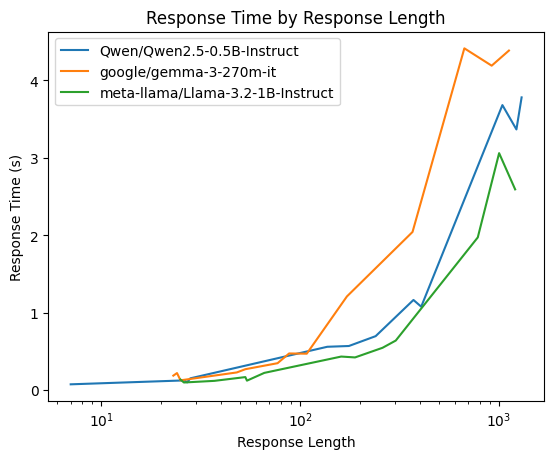 Response Time by Response Length
Qwen/Qwen2.5-0.5B-Instruct
google/gemma-3-270m-it
meta-llama/Llama-3.2-1B-Instruct
Response Time (s)
4
3
2
1
0
10¹
10²
10³
Response Length